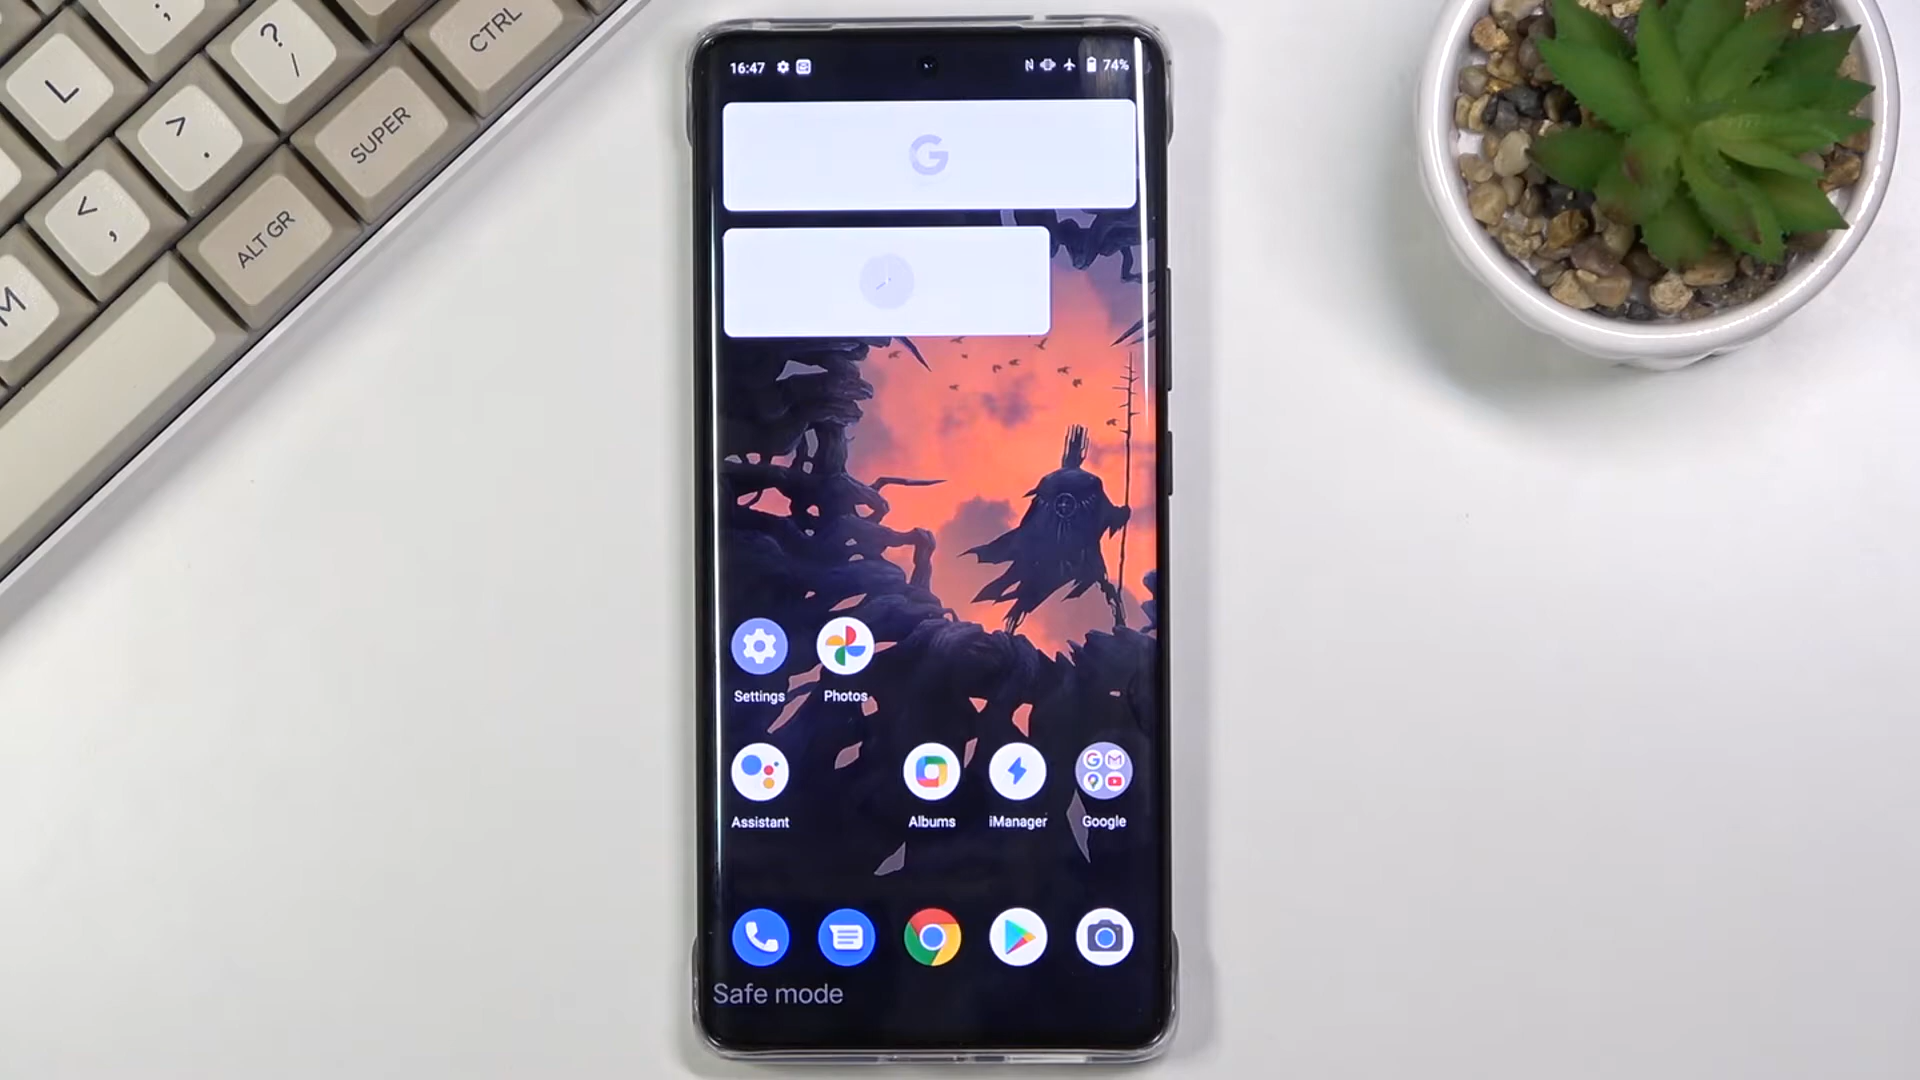 L
;
:
?
/
CTRL
>
.
SUPER
<
,
ALT GR
M
16:47
N
74%
G
Settings
Photos
Assistant
Albums
iManager
G
M
Google
Safe mode